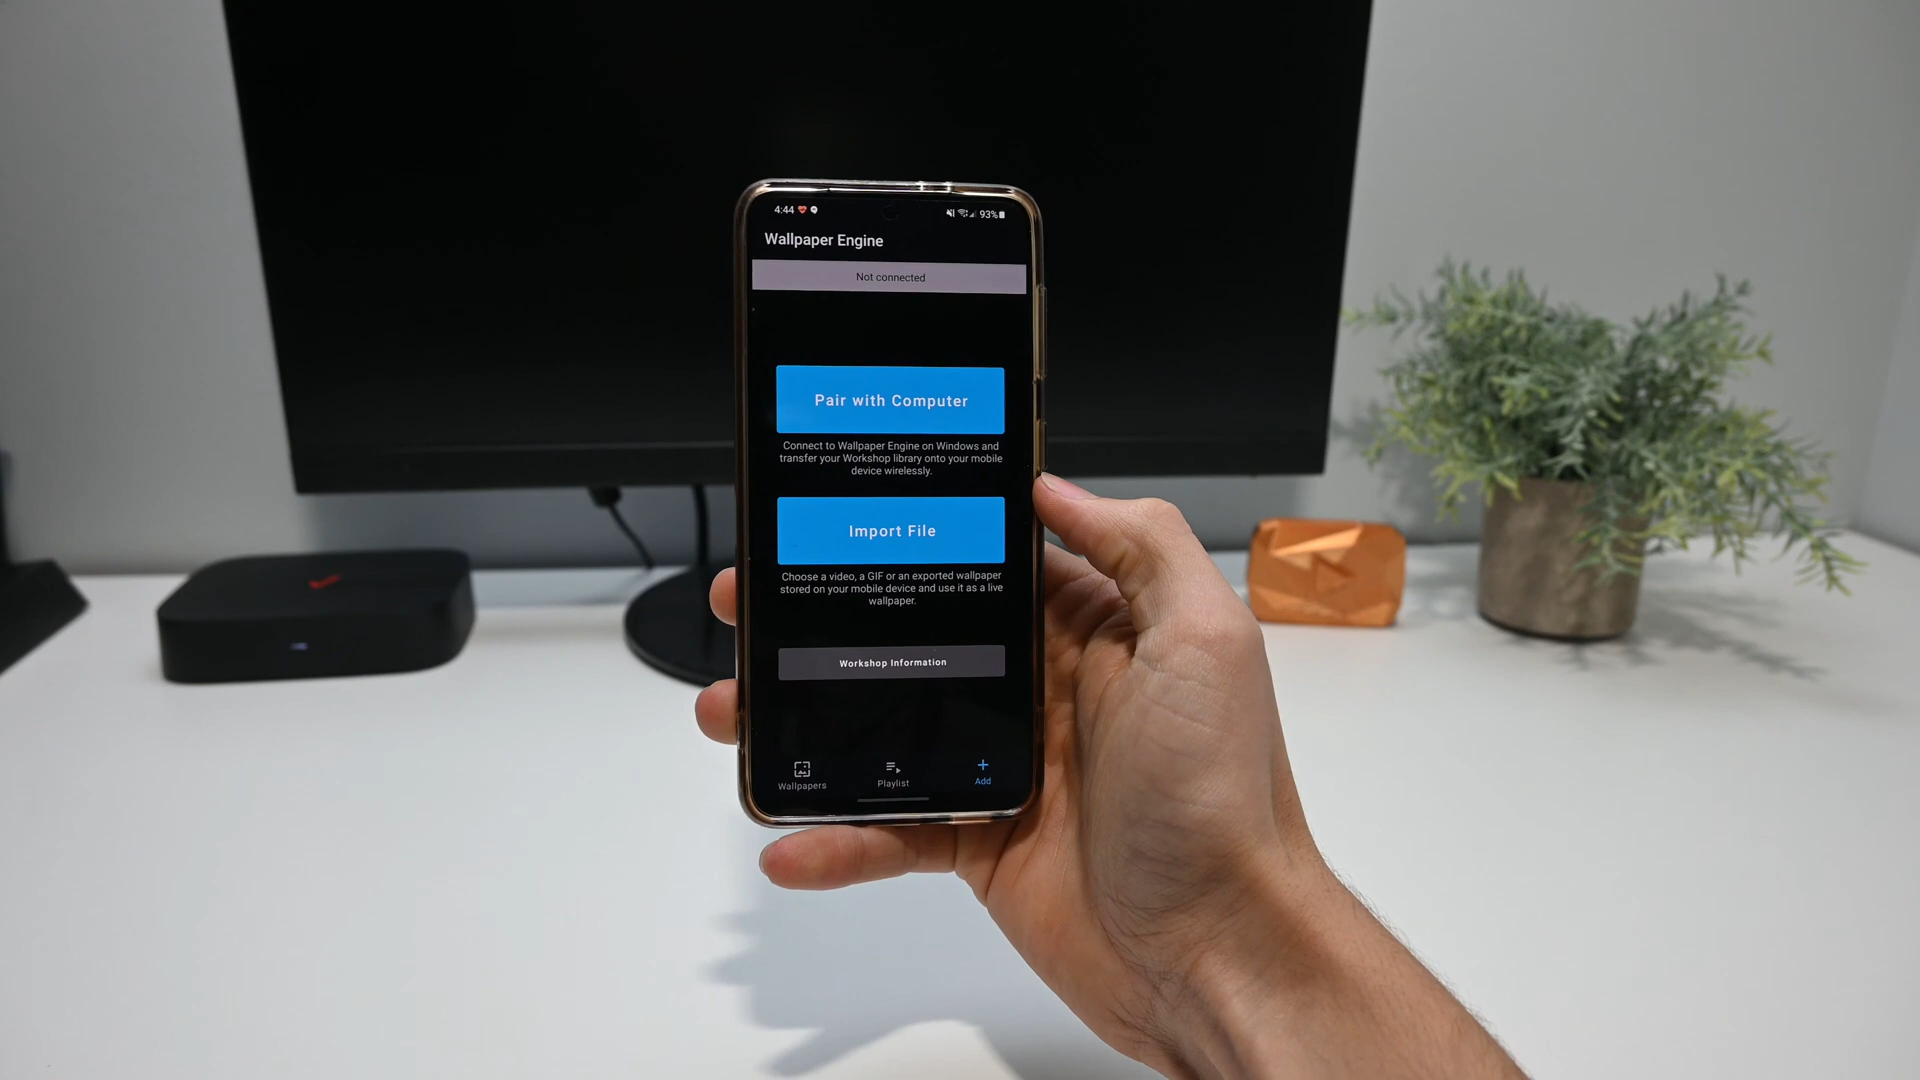 4:44
93%
Wallpaper Engine
Not connected
Pair with Computer
Connect to Wallpaper Engine on Windows and
transfer your Workshop library onto your mobile
device wirelessly.
Import File
Choose a video, a GIF or an exported wallpaper
stored on your mobile device and use it as a live
wallpaper.
Workshop Information
Wallpapers
Playlist
Add